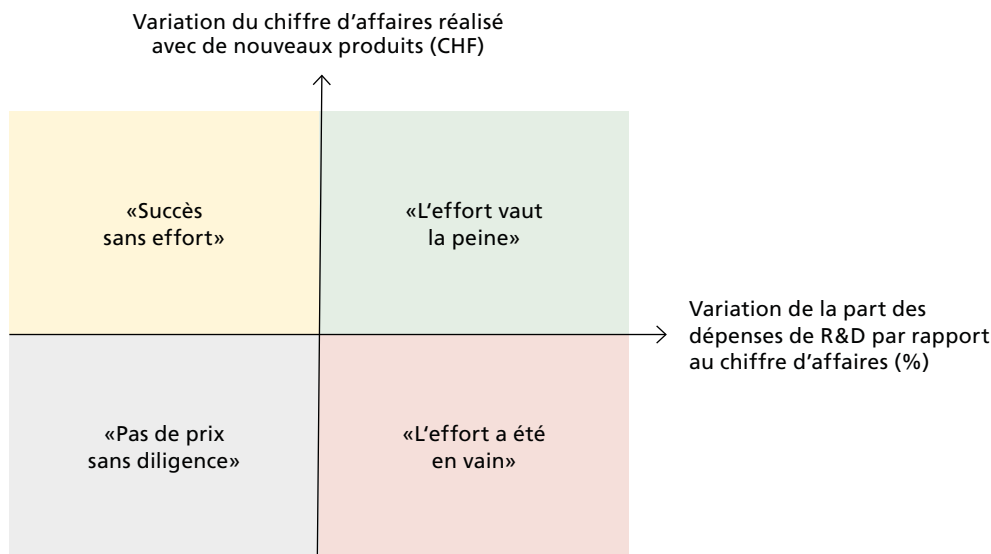 Variation du chiffre d’affaires réalisé
avec de nouveaux produits (CHF)
«Succès
sans effort»
«L‘effort vaut
la peine»
Variation de la part des
dépenses de R&D par rapport
au chiffre d’affaires (%)
«Pas de prix
sans diligence»
«L‘effort a été
en vain»